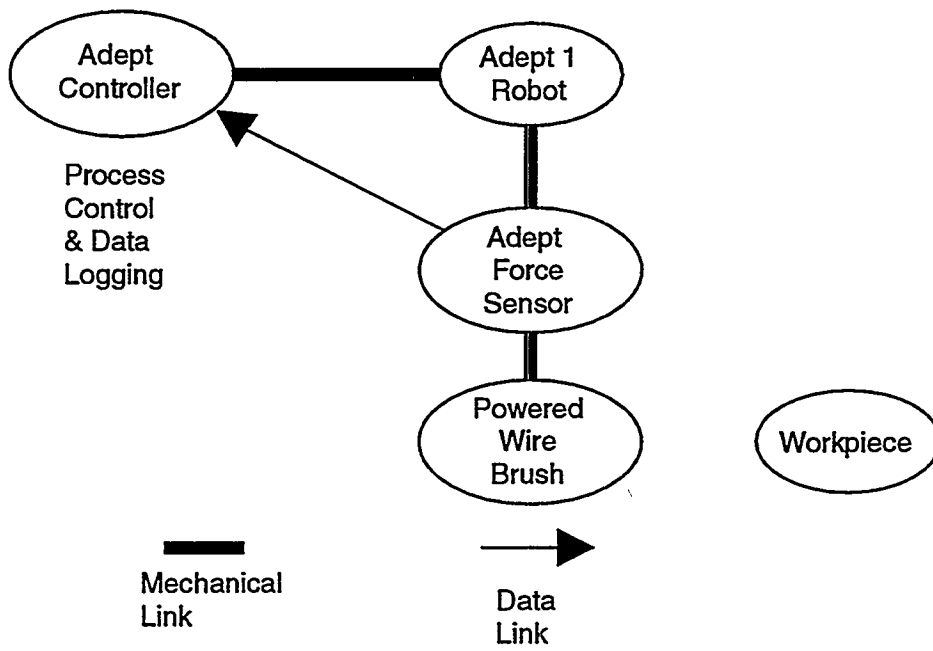 Adept
Controller
Adept 1
Robot
Process
Control
& Data
Logging
Adept
Force
Sensor
Powered
Wire
Brush
Workpiece
Mechanical
Link
Data
Link